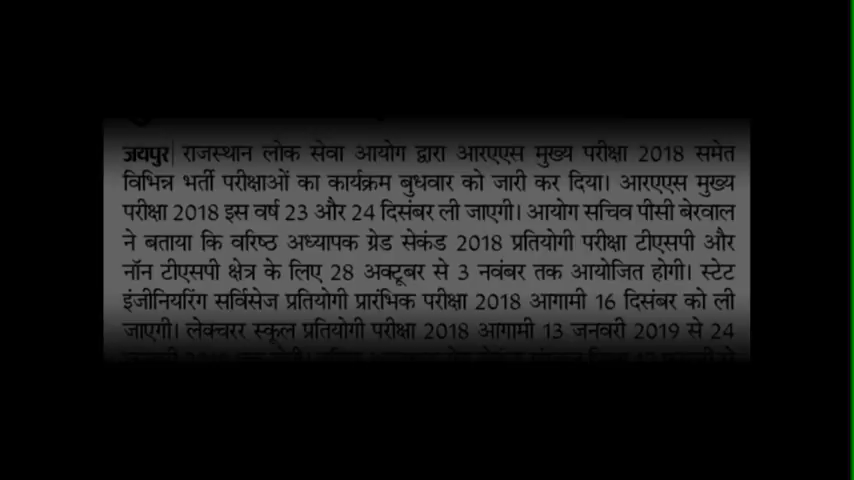 जयपुर| राजस्थान लोक सेवा आयोग द्वारा आरएएस मुख्य परीक्षा 2018 समेत
विभिन्न भर्ती परीक्षाओं का कार्यक्रम बुधवार को जारी कर दिया। आरएएस मुख्य
परीक्षा 2018 इस वर्ष 23 और 24 दिसंबर ली जाएगी। आयोग सचिव पीसी बेरवाल
ने बताया कि वरिष्ठ अध्यापक ग्रेड सेकंड 2018 प्रतियोगी परीक्षा टीएसपी और
नॉन टीएसपी क्षेत्र के लिए 28 अक्टूबर से 3 नवंबर तक आयोजित होगी। स्टेट
इंजीनियरिंग सर्विसेज प्रतियोगी प्रारंभिक परीक्षा 2018 आगामी 16 दिसंबर को ली
जाएगी। लेक्चरर स्कूल प्रतियोगी परीक्षा 2018 आगामी 13 जनवरी 2019 से 24